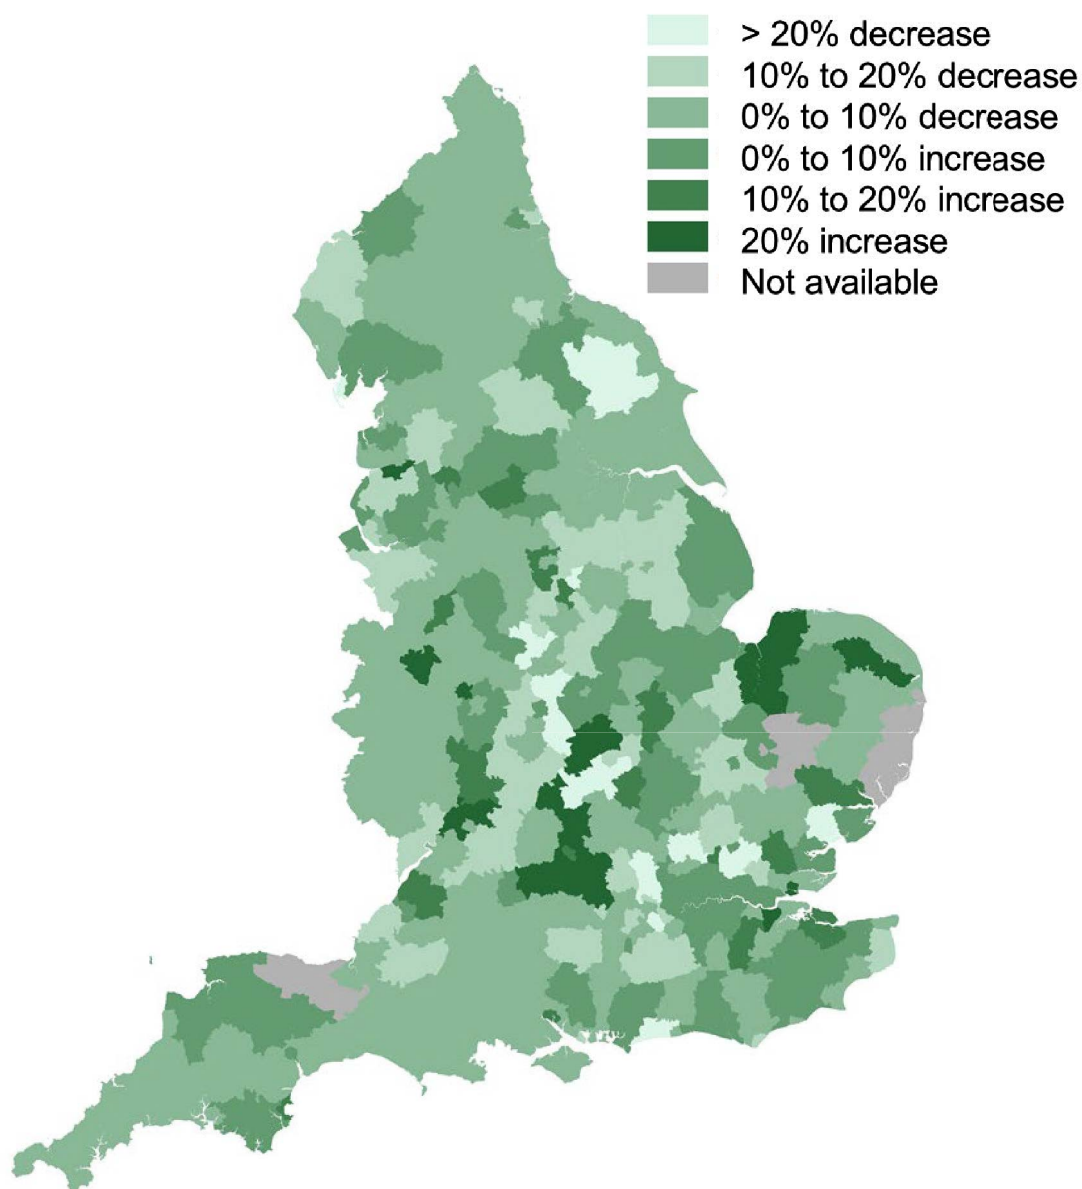 > 20% decrease
10% to 20% decrease
0% to 10% decrease
0% to 10% increase
10% to 20% increase
20% increase
Not available